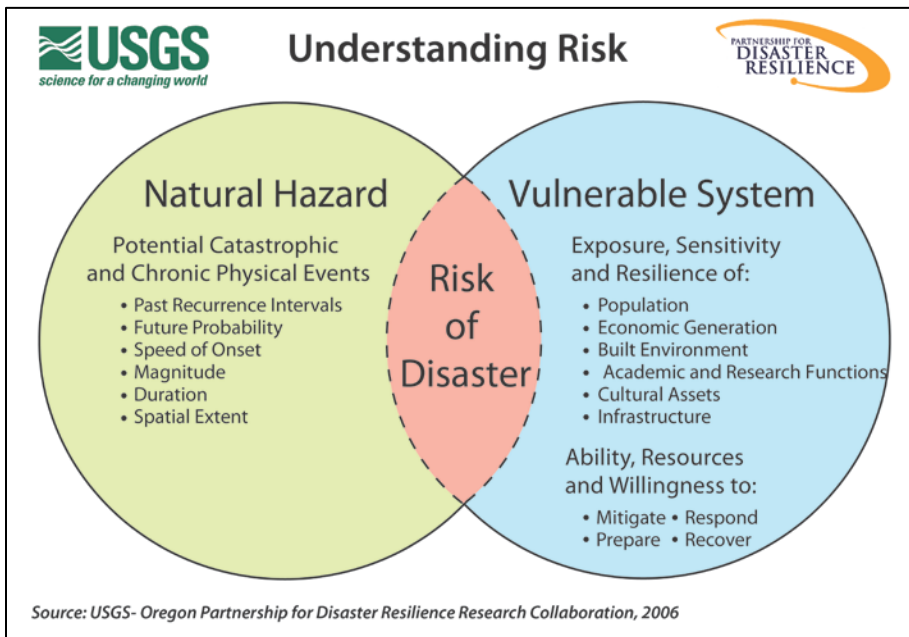 USGS
science for a changing world
Understanding Risk
PARTNERSHIP FOR
DISASTER
RESILIENCE
Natural Hazard
Potential Catastrophic
and Chronic Physical Events
• Past Recurrence Intervals
• Future Probability
• Speed of Onset
• Magnitude
• Duration
• Spatial Extent
Risk
of
Disaster
Vulnerable System
Exposure, Sensitivity
and Resilience of:
• Population
• Economic Generation
• Built Environment
• Academic and Research Functions
• Cultural Assets
• Infrastructure
Ability, Resources
and Willingness to:
• Mitigate • Respond
• Prepare • Recover
Source: USGS- Oregon Partnership for Disaster Resilience Research Collaboration, 2006